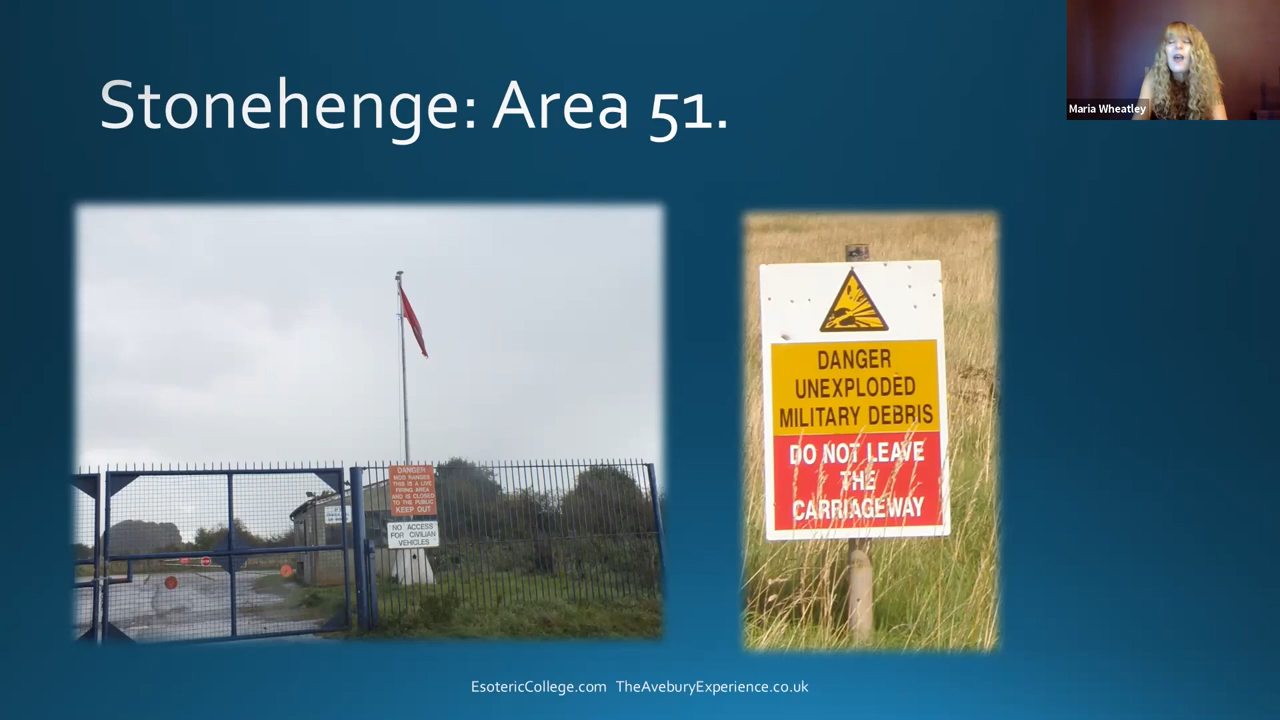 Stonehenge: Area 51.
Maria Wheatley
DANGER
MOD RANGES
THIS IS A LIVE
FIRING AREA
AND IS CLOSED
TO THE PUBLIC
KEEP OUT
NO ACCESS
FOR CIVILIAN
VEHICLES
DANGER
UNEXPLODED
MILITARY DEBRIS
DO NOT LEAVE
THE
CARRIAGEWAY
EsotericCollege.com TheAveburyExperience.co.uk